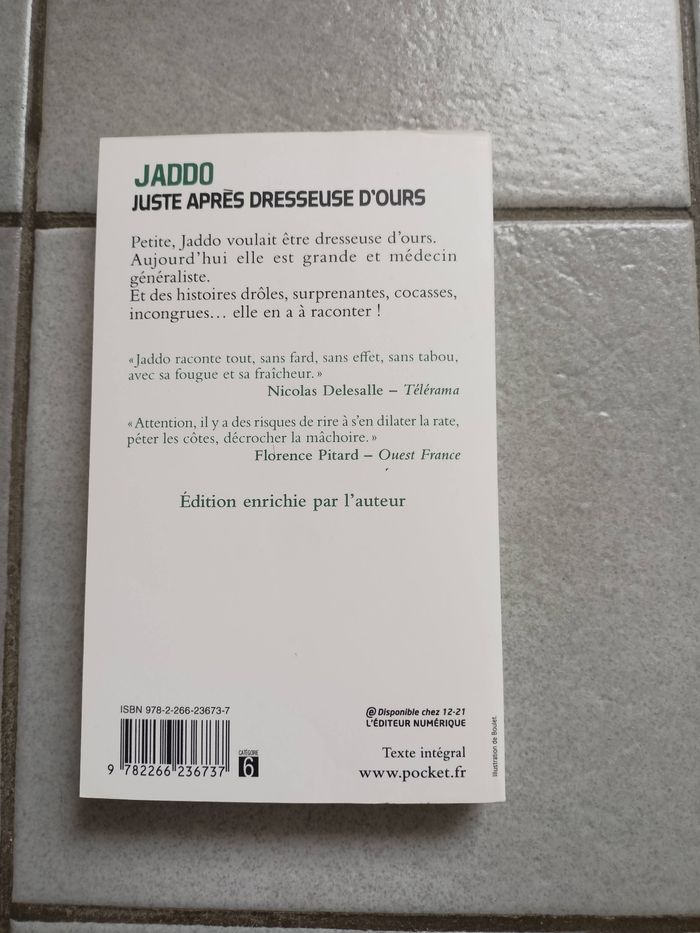 JADDO
JUSTE APRÈS DRESSEUSE D'OURS
Petite, Jaddo voulait être dresseuse d'ours.
Aujourd'hui elle est grande et médecin
généraliste.
Et des histoires drôles, surprenantes, cocasses,
incongrues… elle en a à raconter !
« Jaddo raconte tout, sans fard, sans effet, sans tabou,
avec sa fougue et sa fraîcheur. »
Nicolas Delesalle – Télérama
« Attention, il y a des risques de rire à s'en dilater la rate,
péter les côtes, décrocher la mâchoire. »
Florence Pitard – Ouest France
Édition enrichie par l'auteur
ISBN 978-2-266-23673-7
9 782266 236737
CATÉGORIE
6
@ Disponible chez 12-21
L'ÉDITEUR NUMÉRIQUE
Texte intégral
www.pocket.fr
Illustration de Boulet.